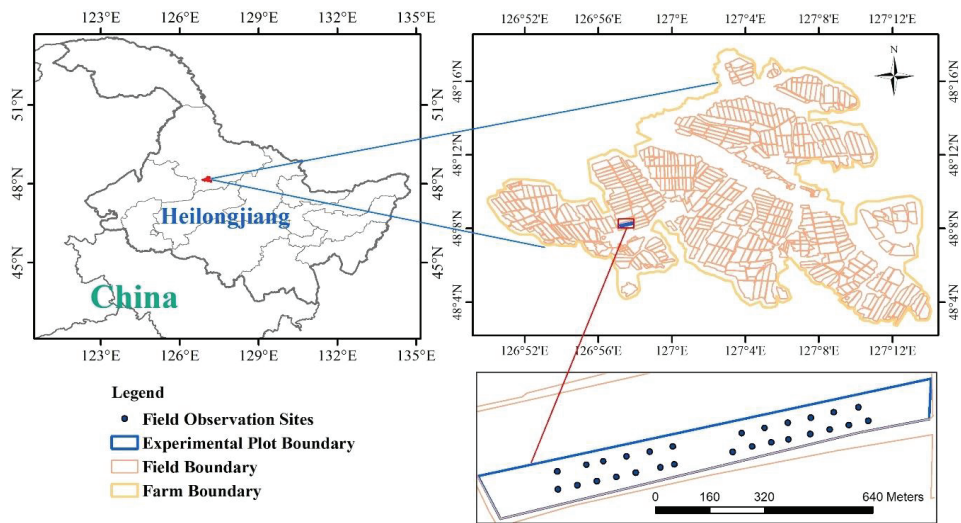 123°E 126°E 129°E 132°E 135°E
51°N
48°N
45°N
Heilongjiang
China
123°E 126°E 129°E 132°E 135°E
126°52'E 126°56'E 127°E 127°4'E 127°8'E 127°12'E
N
48°16'N
48°12'N
48°8'N
48°4'N
126°52'E 126°56'E 127°E 127°4'E 127°8'E 127°12'E
Legend
Field Observation Sites
Experimental Plot Boundary
Field Boundary
Farm Boundary
0 160 320 640 Meters